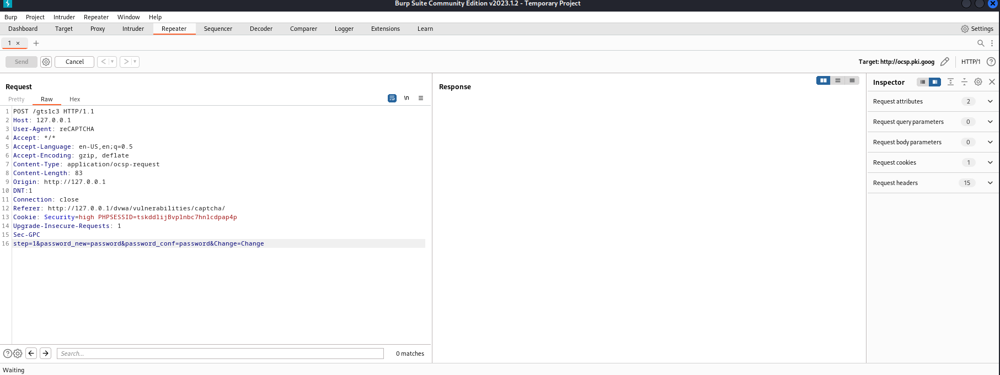 Burp Suite Community Edition v2023.1.2 - Temporary Project
Burp Project Intruder Repeater Window Help
Dashboard Target Proxy Intruder Repeater Sequencer Decoder Comparer Logger Extensions Learn Settings
1 × +
Send Cancel < > Target: http://ocsp.pki.goog HTTP/1 ?
Request
Pretty Raw Hex \n
1 POST /gts1c3 HTTP/1.1
2 Host: 127.0.0.1
3 User-Agent: reCAPTCHA
4 Accept: */*
5 Accept-Language: en-US,en;q=0.5
6 Accept-Encoding: gzip, deflate
7 Content-Type: application/ocsp-request
8 Content-Length: 83
9 Origin: http://127.0.0.1
10 DNT:1
11 Connection: close
12 Referer: http://127.0.0.1/dvwa/vulnerabilities/captcha/
13 Cookie: Security=high PHPSESSID=tskddlijBvplnbc7hnlcdpap4p
14 Upgrade-Insecure-Requests: 1
15 Sec-GPC
16 step=1&password_new=password&password_conf=password&Change=Change
? Search... 0 matches
Response
Inspector
Request attributes 2
Request query parameters 0
Request body parameters 0
Request cookies 1
Request headers 15
Waiting